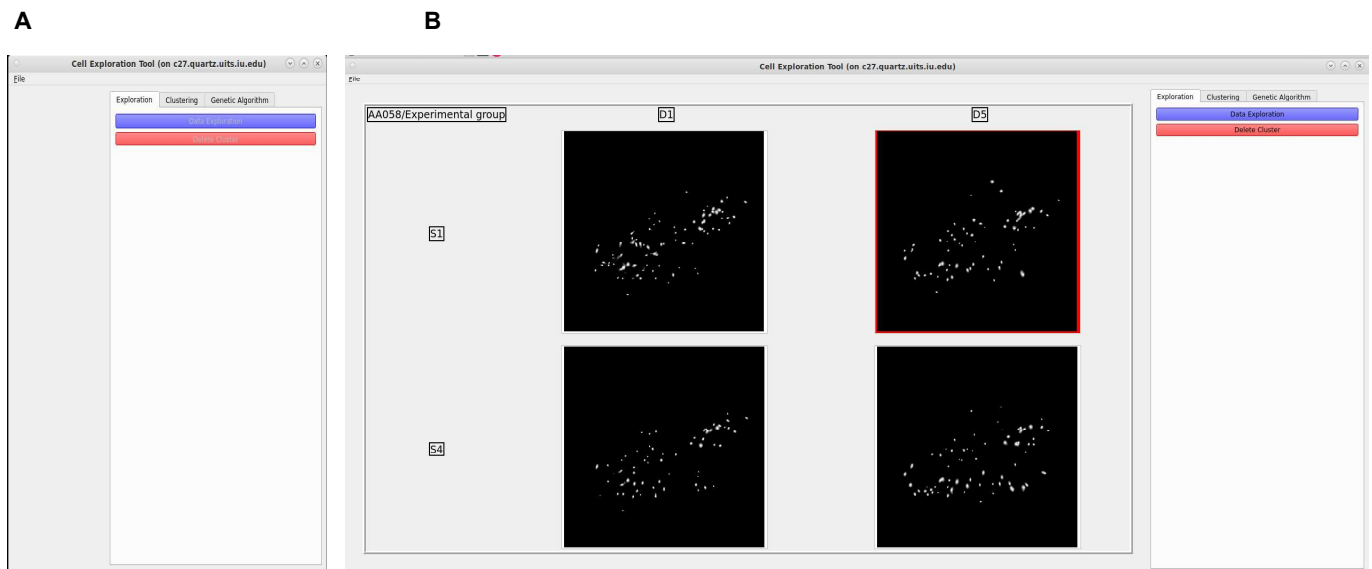 A
B
Cell Exploration Tool (on c27.quartz.uits.iu.edu)
File
Exploration Clustering Genetic Algorithm
Data Exploration
Delete Cluster
Cell Exploration Tool (on c27.quartz.uits.iu.edu)
File
AA058/Experimental group
D1
D5
S1
S4
Exploration Clustering Genetic Algorithm
Data Exploration
Delete Cluster